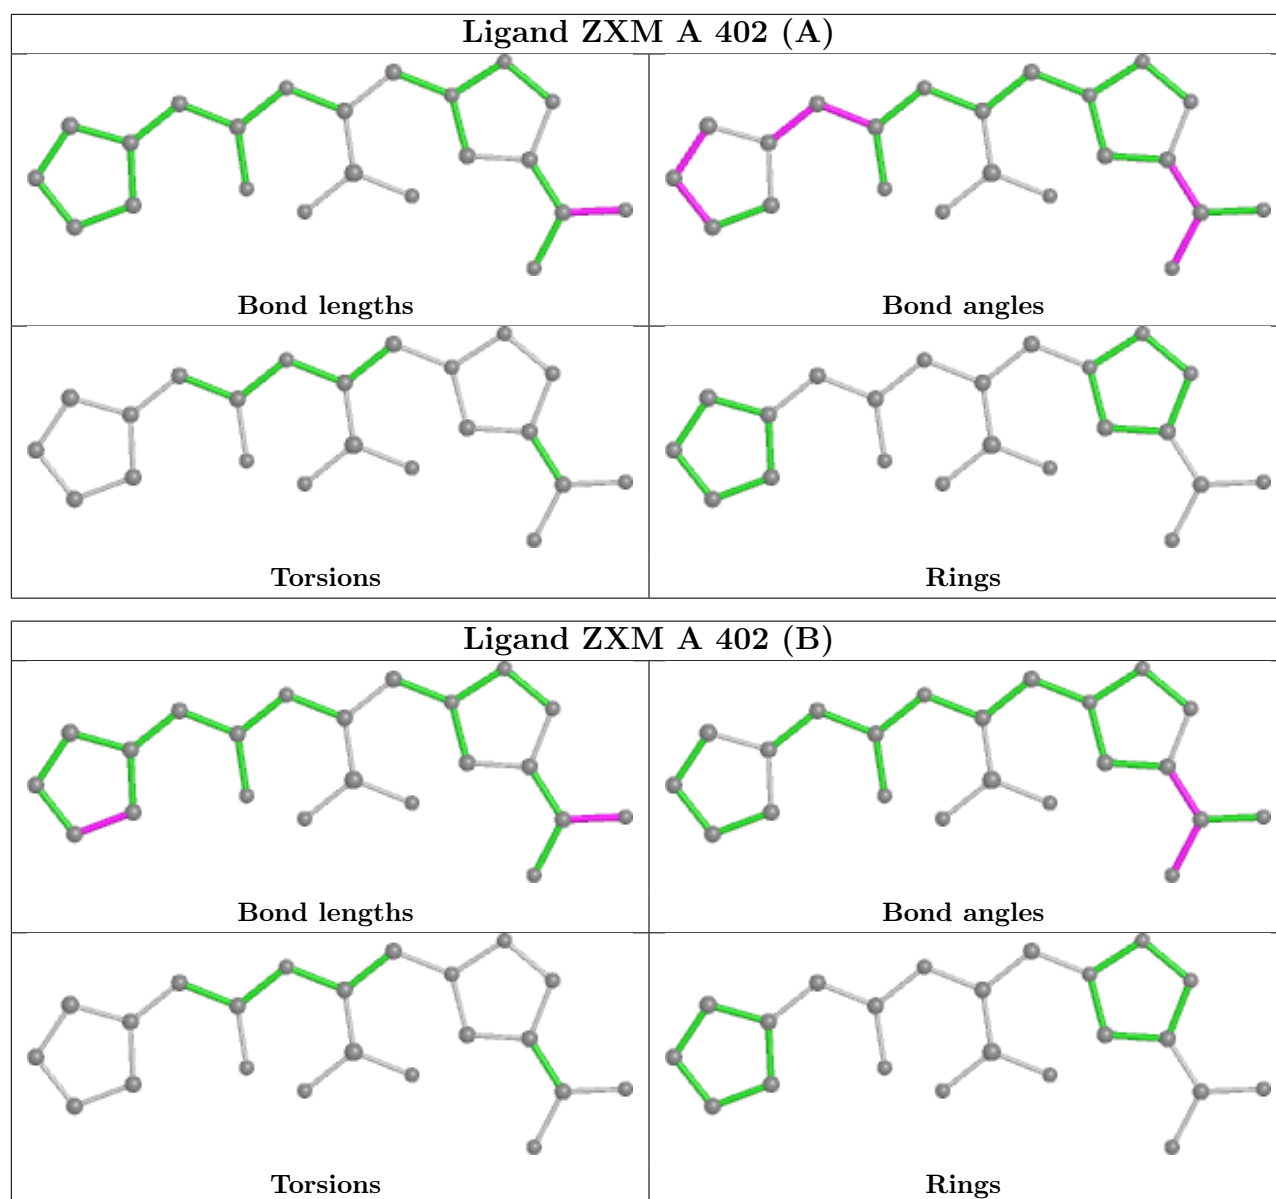 Ligand ZXM A 402 (A)
Bond lengths
Bond angles
Torsions
Rings
Ligand ZXM A 402 (B)
Bond lengths
Bond angles
Torsions
Rings